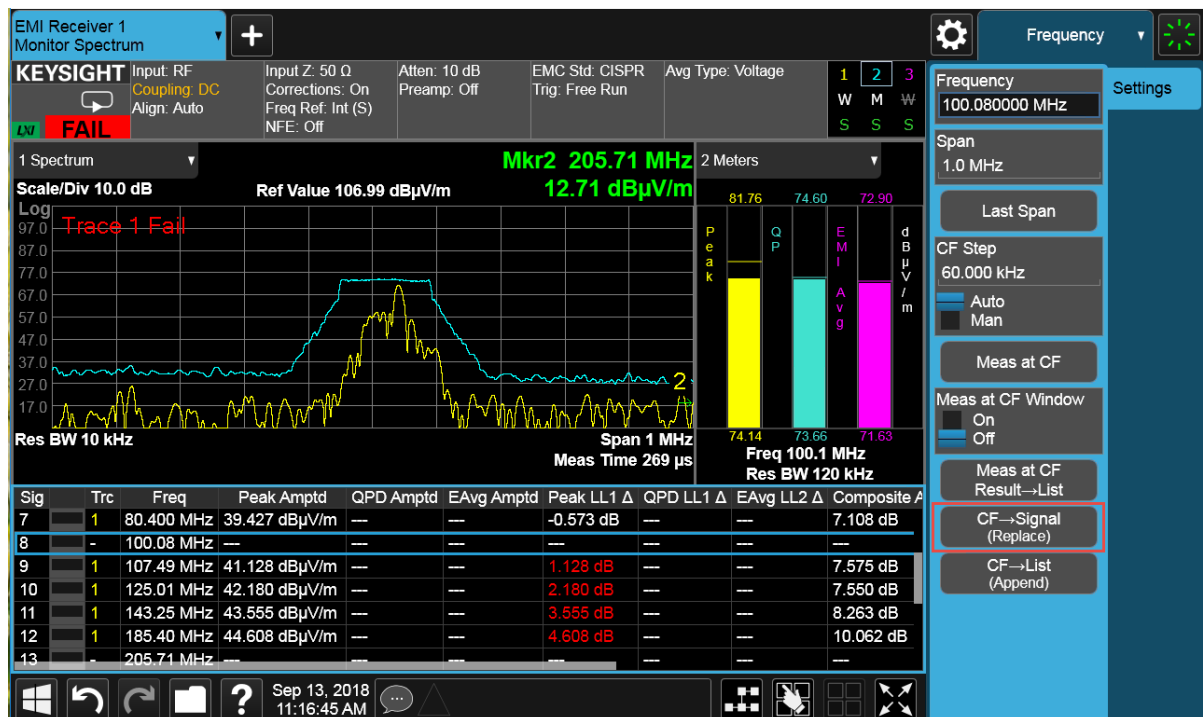 EMI Receiver 1
Monitor Spectrum
▼
+
Frequency ▼
KEYSIGHT
LXI
FAIL
Input: RF
Coupling: DC
Align: Auto
Input Z: 50 Ω
Corrections: On
Freq Ref: Int (S)
NFE: Off
Atten: 10 dB
Preamp: Off
EMC Std: CISPR
Trig: Free Run
Avg Type: Voltage
1 2 3
W M W
S S S
1 Spectrum ▼
Mkr2 205.71 MHz
12.71 dBµV/m
Scale/Div 10.0 dB
Ref Value 106.99 dBµV/m
Log
Trace 1 Fail
97.0
87.0
77.0
67.0
57.0
47.0
37.0
27.0
17.0
2
Res BW 10 kHz
Span 1 MHz
Meas Time 269 µs
2 Meters ▼
81.76 74.60 72.90
Peak
QP
EMI Avg
dBµV/m
74.14 73.66 71.63
Freq 100.1 MHz
Res BW 120 kHz
Sig Trc Freq Peak Amptd QPD Amptd EAvg Amptd Peak LL1 Δ QPD LL1 Δ EAvg LL2 Δ Composite A
7 1 80.400 MHz 39.427 dBµV/m --- --- -0.573 dB --- --- 7.108 dB
8 - 100.08 MHz --- --- --- --- --- --- ---
9 1 107.49 MHz 41.128 dBµV/m --- --- 1.128 dB --- --- 7.575 dB
10 1 125.01 MHz 42.180 dBµV/m --- --- 2.180 dB --- --- 7.550 dB
11 1 143.25 MHz 43.555 dBµV/m --- --- 3.555 dB --- --- 8.263 dB
12 1 185.40 MHz 44.608 dBµV/m --- --- 4.608 dB --- --- 10.062 dB
13 - 205.71 MHz --- --- --- --- --- --- ---
?
Sep 13, 2018
11:16:45 AM
Frequency
100.080000 MHz
Span
1.0 MHz
Last Span
CF Step
60.000 kHz
Auto
Man
Meas at CF
Meas at CF Window
On
Off
Meas at CF
Result→List
CF→Signal
(Replace)
CF→List
(Append)
Settings